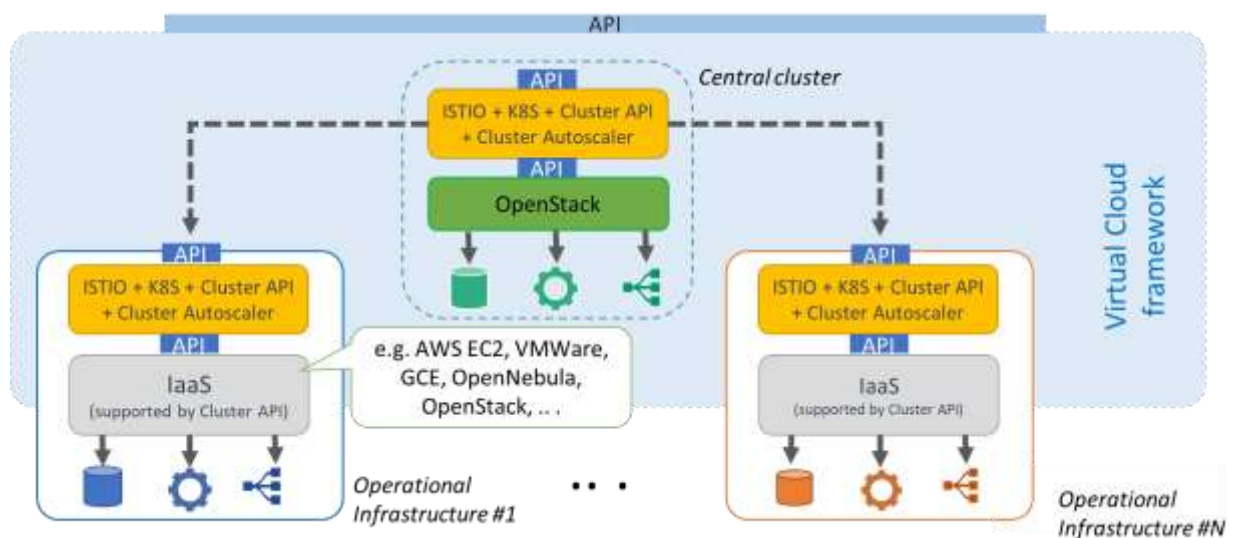 API
Central cluster
API
ISTIO + K8S + Cluster API
+ Cluster Autoscaler
API
OpenStack
Virtual Cloud
framework
API
ISTIO + K8S + Cluster API
+ Cluster Autoscaler
API
IaaS
(supported by Cluster API)
e.g. AWS EC2, VMWare,
GCE, OpenNebula,
OpenStack, .. .
API
ISTIO + K8S + Cluster API
+ Cluster Autoscaler
API
IaaS
(supported by Cluster API)
Operational
Infrastructure #1
. . .
Operational
Infrastructure #N